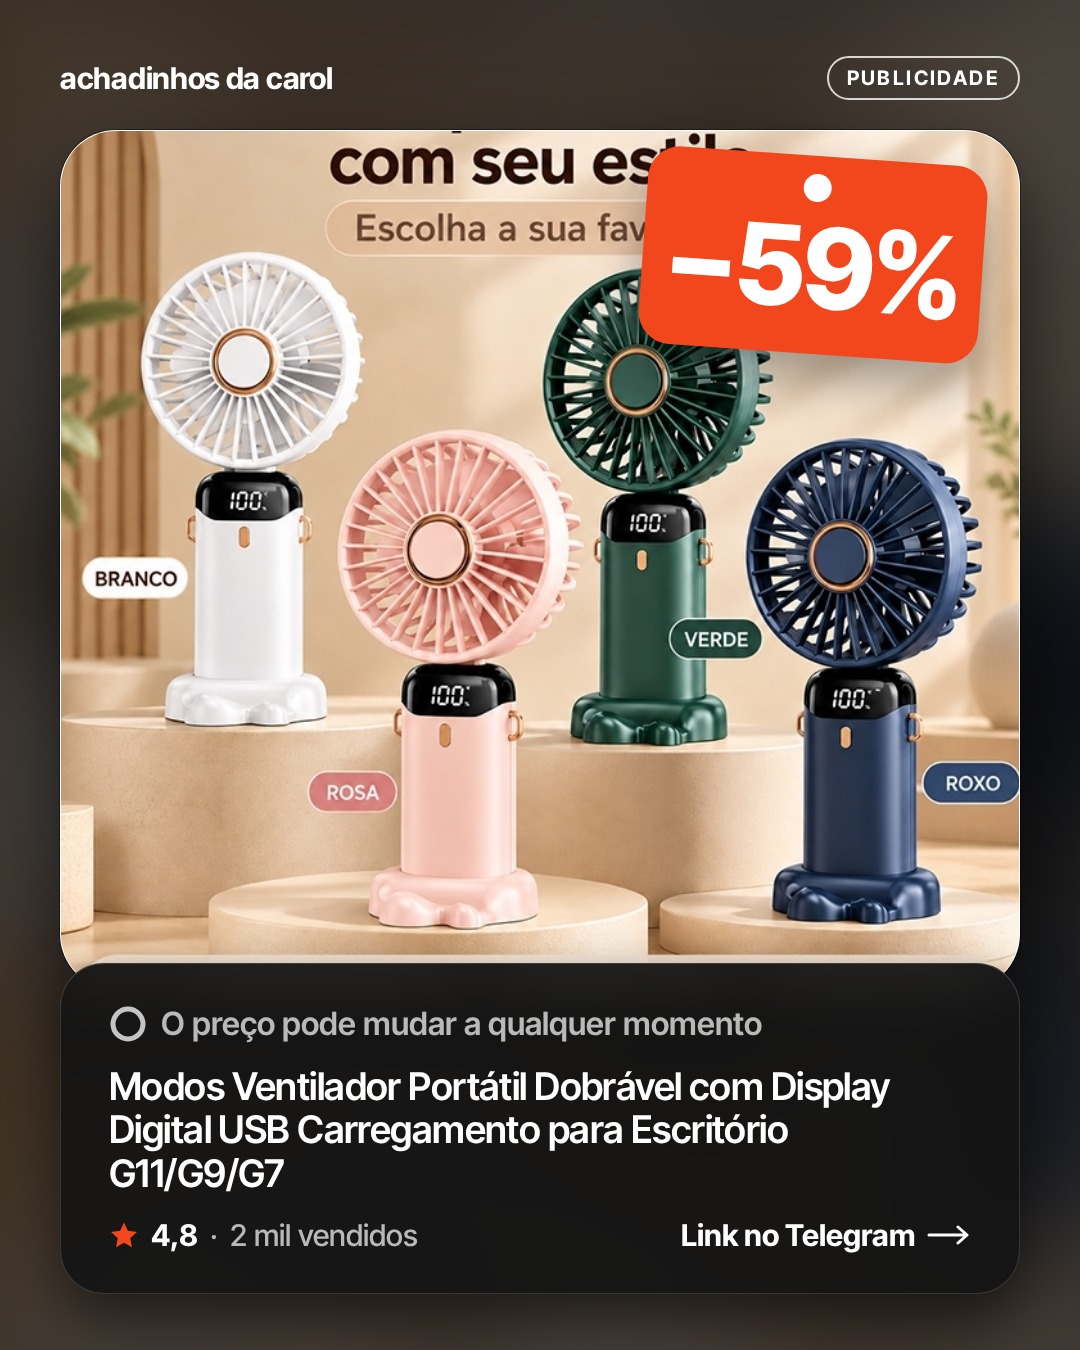 achadinhos da carol
PUBLICIDADE
com seu estilo
Escolha a sua fav
-59%
100%
100%
100%
100%
BRANCO
VERDE
ROSA
ROXO
O preço pode mudar a qualquer momento
Modos Ventilador Portátil Dobrável com Display
Digital USB Carregamento para Escritório
G11/G9/G7
4,8 · 2 mil vendidos
Link no Telegram →